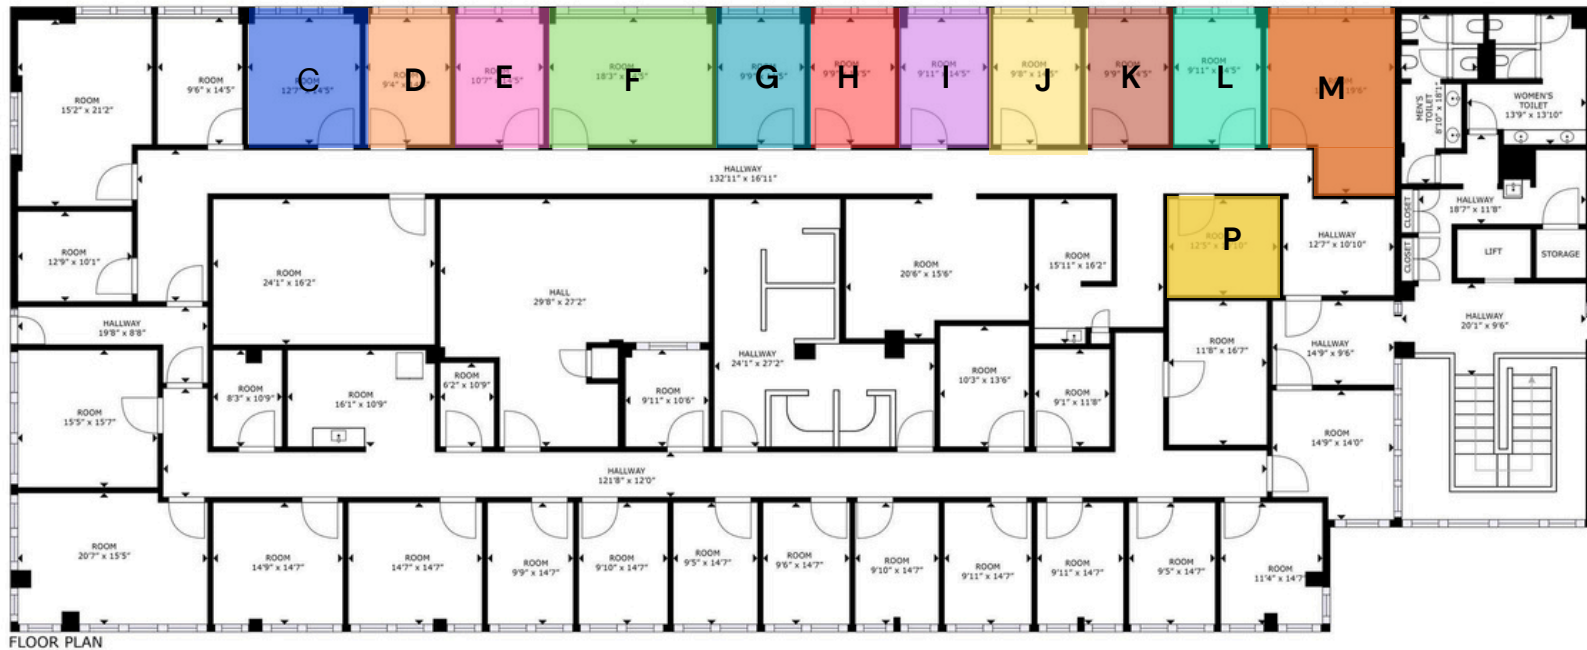 ROOM
15'2" x 21'2"
ROOM
9'6" x 14'5"
C
D
E
F
G
H
I
J
K
L
M
MEN'S
TOILET
8'10" x 18'1"
WOMEN'S
TOILET
13'9" x 13'10"
HALLWAY
132'11" x 16'11"
ROOM
12'9" x 10'1"
ROOM
24'1" x 16'2"
HALL
29'8" x 27'2"
ROOM
20'6" x 15'6"
ROOM
15'11" x 16'2"
P
HALLWAY
12'7" x 10'10"
CLOSET
CLOSET
HALLWAY
18'7" x 11'8"
LIFT
STORAGE
HALLWAY
19'8" x 8'8"
HALLWAY
24'1" x 27'2"
ROOM
11'8" x 16'7"
HALLWAY
14'9" x 9'6"
HALLWAY
20'1" x 9'6"
ROOM
15'5" x 15'7"
ROOM
8'3" x 10'9"
ROOM
16'1" x 10'9"
ROOM
6'2" x 10'9"
ROOM
9'11" x 10'6"
ROOM
10'3" x 13'6"
ROOM
9'1" x 11'8"
ROOM
14'9" x 14'0"
HALLWAY
121'8" x 12'0"
ROOM
20'7" x 15'5"
ROOM
14'9" x 14'7"
ROOM
14'7" x 14'7"
ROOM
9'9" x 14'7"
ROOM
9'10" x 14'7"
ROOM
9'5" x 14'7"
ROOM
9'6" x 14'7"
ROOM
9'10" x 14'7"
ROOM
9'11" x 14'7"
ROOM
9'11" x 14'7"
ROOM
9'5" x 14'7"
ROOM
11'4" x 14'7"
FLOOR PLAN